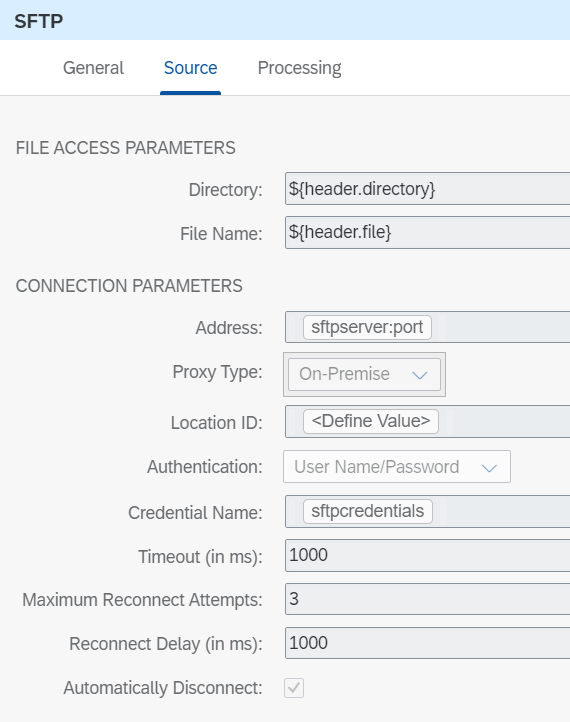 SFTP
General Source Processing
FILE ACCESS PARAMETERS
Directory: ${header.directory}
File Name: ${header.file}
CONNECTION PARAMETERS
Address: sftpserver:port
Proxy Type: On-Premise
Location ID: <Define Value>
Authentication: User Name/Password
Credential Name: sftpcredentials
Timeout (in ms): 1000
Maximum Reconnect Attempts: 3
Reconnect Delay (in ms): 1000
Automatically Disconnect: